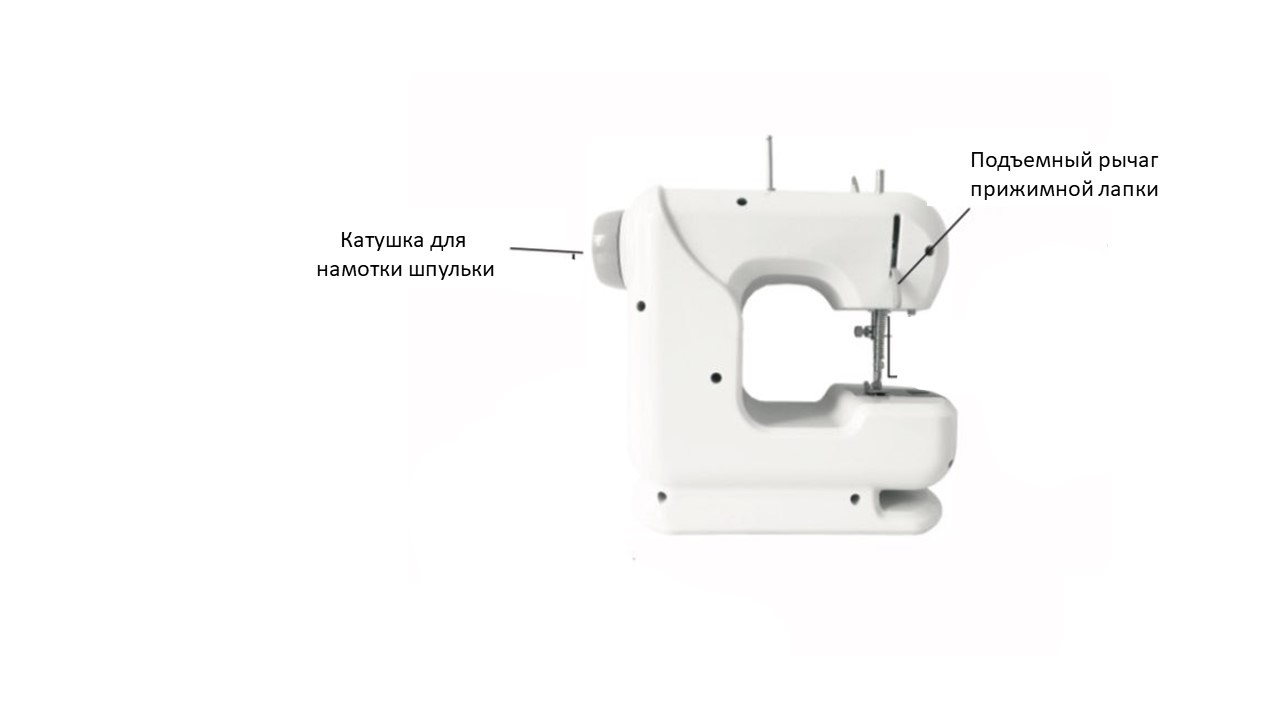 Подъемный рычаг
прижимной лапки
Катушка для
намотки шпульки